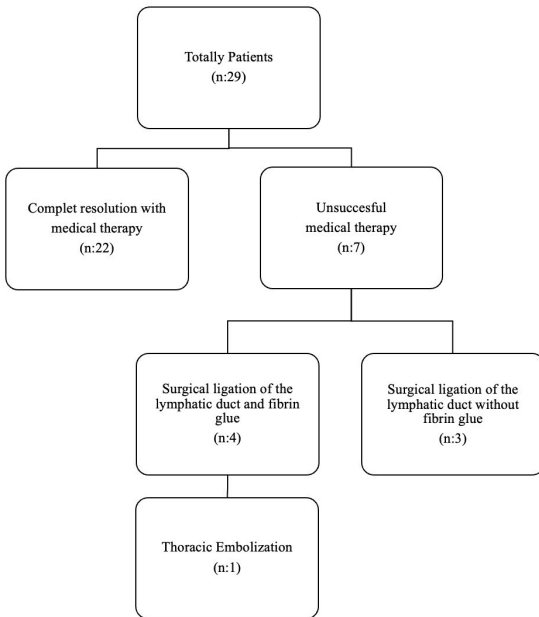 Totally Patients
(n:29)
Complet resolution with
medical therapy
(n:22)
Unsuccesful
medical therapy
(n:7)
Surgical ligation of the
lymphatic duct and fibrin
glue
(n:4)
Surgical ligation of the
lymphatic duct without
fibrin glue
(n:3)
Thoracic Embolization
(n:1)